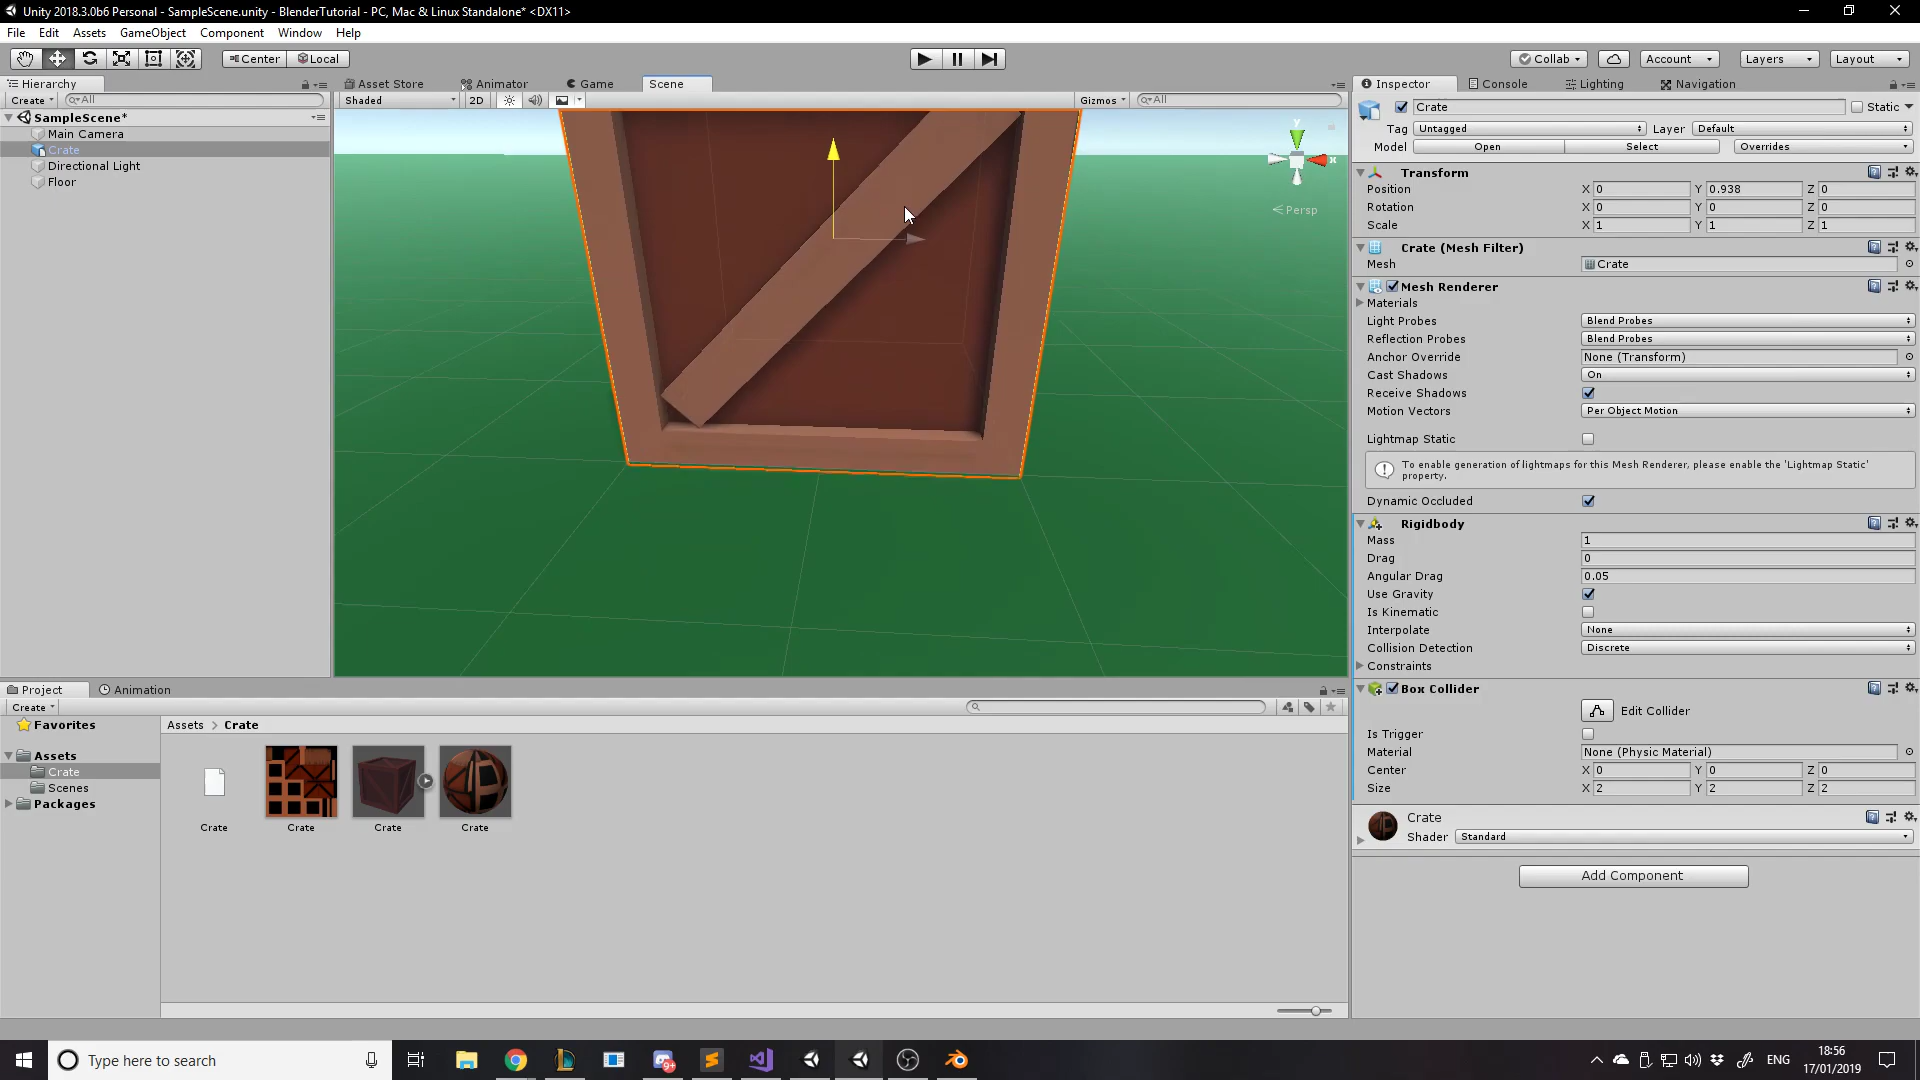 Unity 2018.3.0b6 Personal - SampleScene.unity - BlenderTutorial - PC, Mac & Linux Standalone* <DX11>
File Edit Assets GameObject Component Window Help
Center Local Collab Account Layers Layout
Hierarchy
Create All
SampleScene*
Main Camera
Crate
Directional Light
Floor
Asset Store Animator Game Scene
Shaded 2D Gizmos All
y
x
Persp
Inspector Console Lighting Navigation
Crate Static
Tag Untagged Layer Default
Model Open Select Overrides
Transform
Position X 0 Y 0.938 Z 0
Rotation X 0 Y 0 Z 0
Scale X 1 Y 1 Z 1
Crate (Mesh Filter)
Mesh Crate
Mesh Renderer
Materials
Light Probes Blend Probes
Reflection Probes Blend Probes
Anchor Override None (Transform)
Cast Shadows On
Receive Shadows
Motion Vectors Per Object Motion
Lightmap Static
To enable generation of lightmaps for this Mesh Renderer, please enable the 'Lightmap Static'
property.
Dynamic Occluded
Rigidbody
Mass 1
Drag 0
Angular Drag 0.05
Use Gravity
Is Kinematic
Interpolate None
Collision Detection Discrete
Constraints
Box Collider
Edit Collider
Is Trigger
Material None (Physic Material)
Center X 0 Y 0 Z 0
Size X 2 Y 2 Z 2
Crate
Shader Standard
Add Component
Project Animation
Create
Favorites
Assets
Crate
Scenes
Packages
Assets Crate
Crate Crate Crate Crate
Type here to search
ENG
18:56
17/01/2019